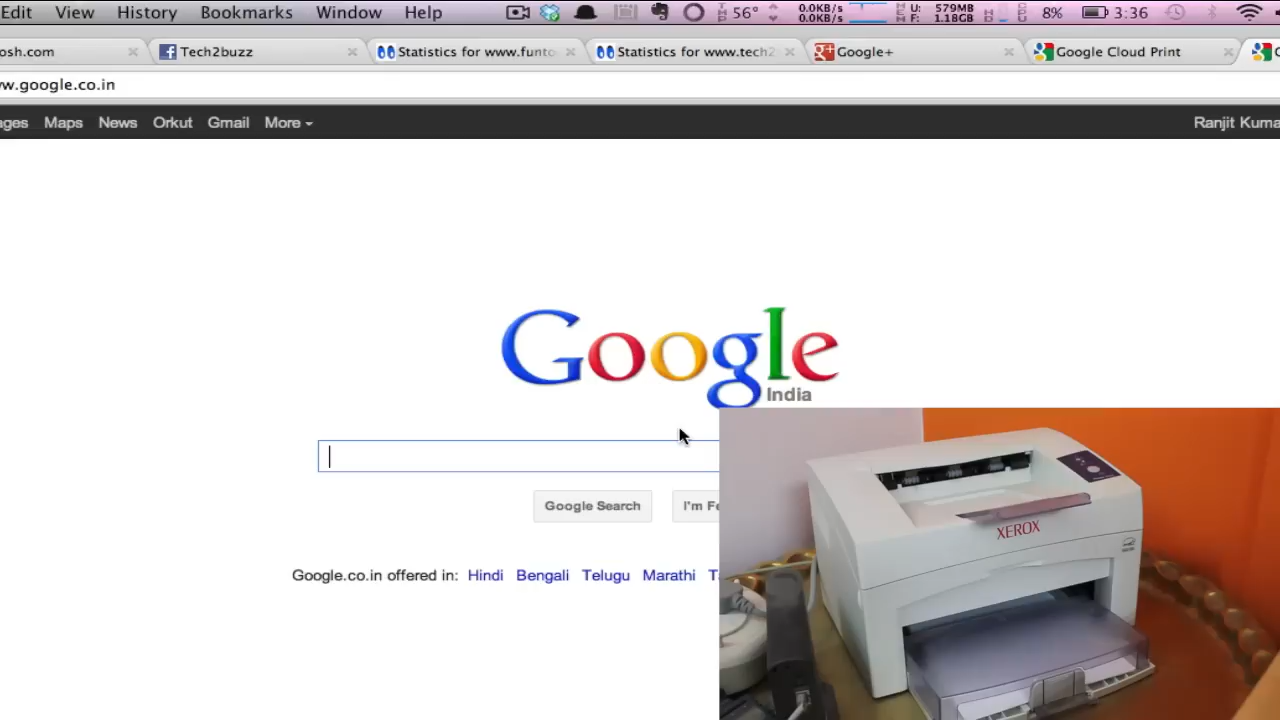 Edit View History Bookmarks Window Help 56° 0.0KB/s 0.0KB/s U: 579MB F: 1.18GB 8% 3:36
osh.com Tech2buzz Statistics for www.funto Statistics for www.tech2 Google+ Google Cloud Print
w.google.co.in
ages Maps News Orkut Gmail More Ranjit Kuma
Google
India
Google Search I'm Fe
XEROX
Google.co.in offered in: Hindi Bengali Telugu Marathi T